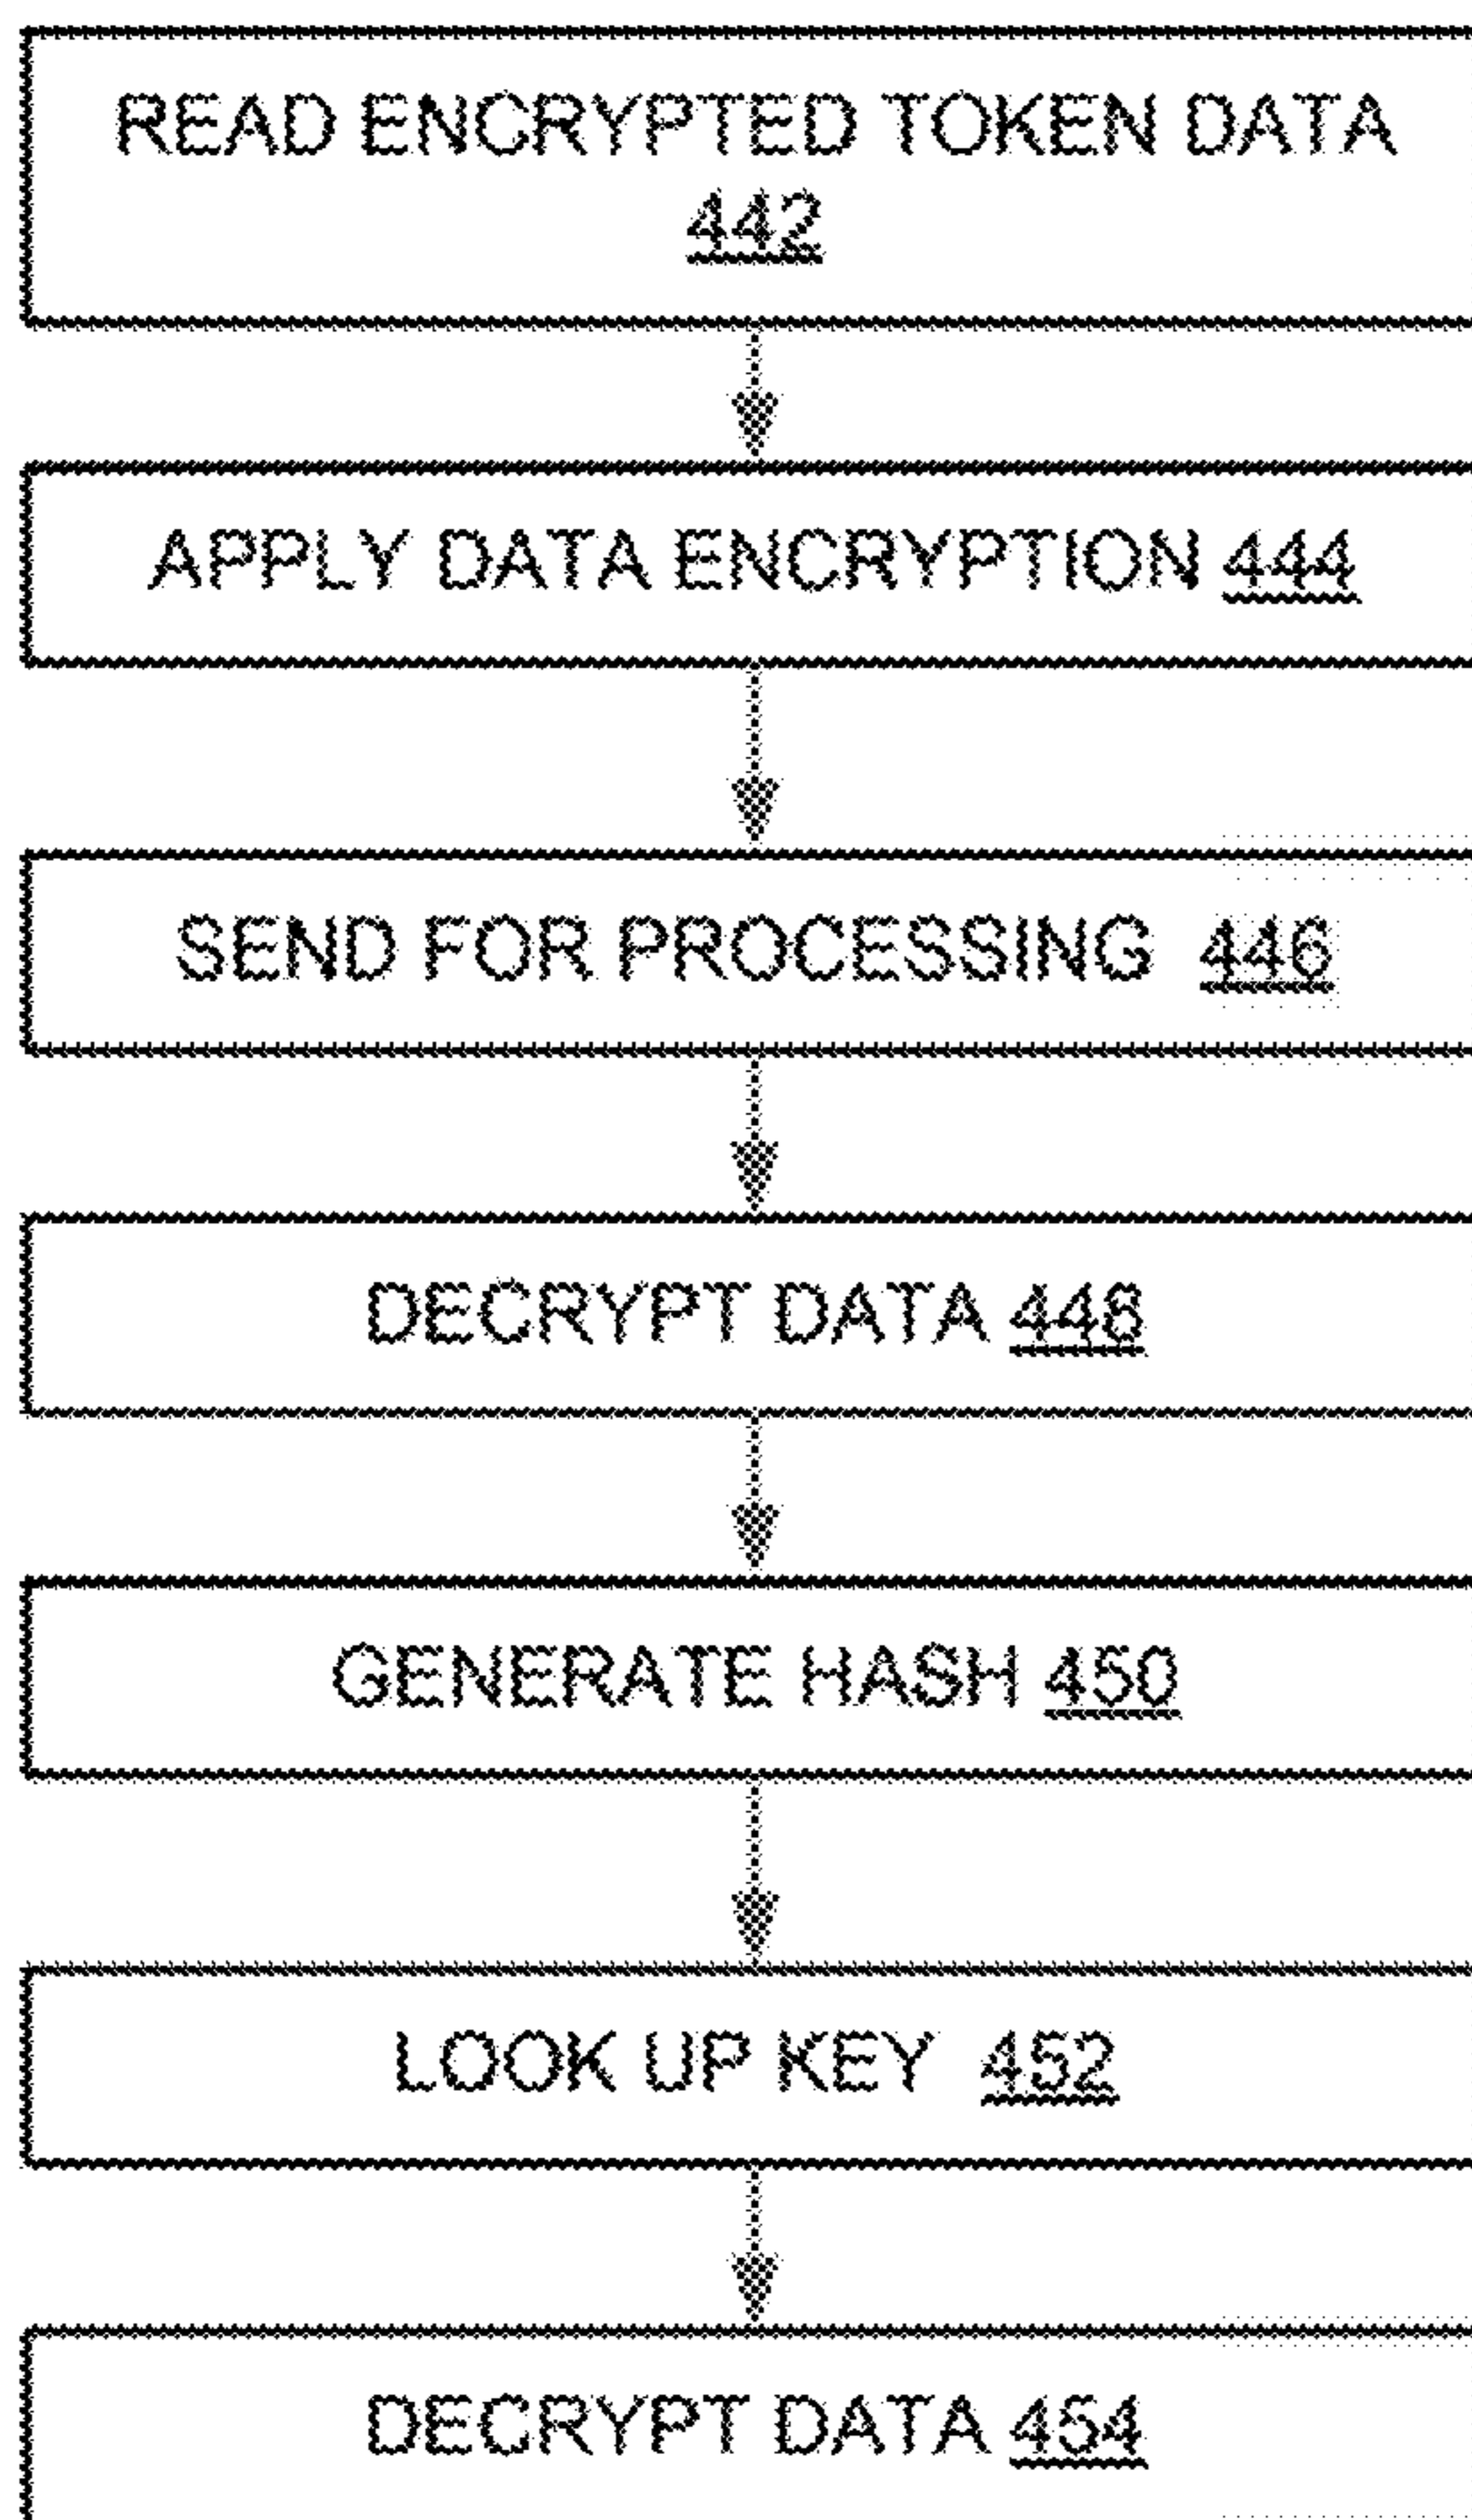 READ ENCRYPTED TOKEN DATA
442
APPLY DATA ENCRYPTION 444
SEND FOR PROCESSING 446
DECRYPT DATA 448
GENERATE HASH 450
LOOK UP KEY 452
DECRYPT DATA 454